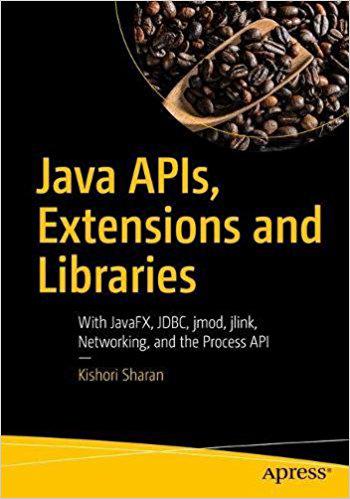 Java APIs,
Extensions and
Libraries
With JavaFX, JDBC, jmod, jlink,
Networking, and the Process API
—
Kishori Sharan
Apress®